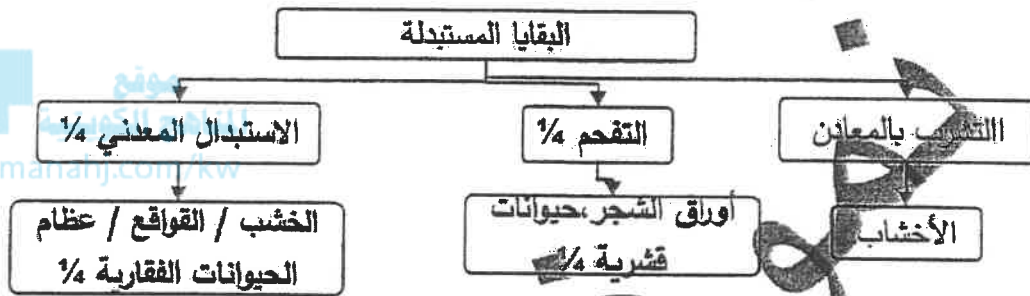 البقايا المستبدلة
التشرب بالمعادن
التفحم ¼
الاستبدال المعدني ¼
الأخشاب
أوراق الشجر،حيوانات
قشرية ¼
الخشب / القواقع / عظام
الحيوانات الفقارية ¼
موقع
المناهج الكويتية
manahj.com/kw